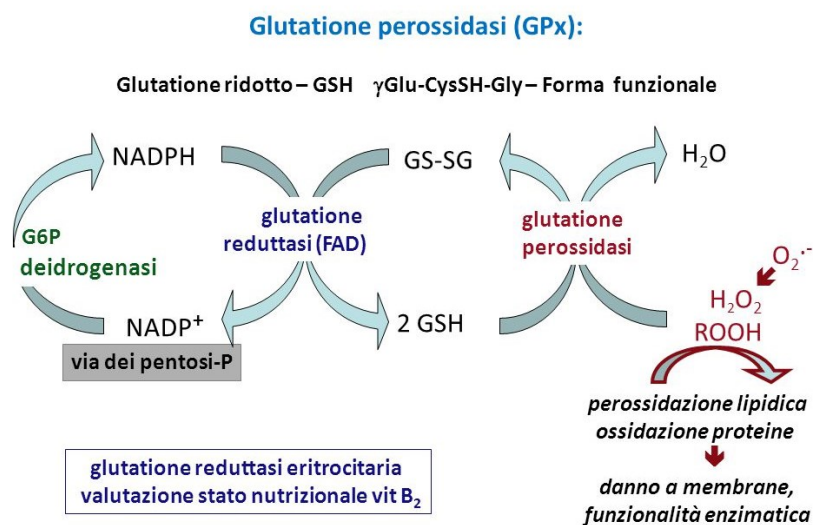 Glutatione perossidasi (GPx):
Glutatione ridotto – GSH γGlu-CysSH-Gly – Forma funzionale
NADPH
GS-SG
H₂O
glutatione
reduttasi (FAD)
glutatione
perossidasi
G6P
deidrogenasi
O₂·⁻
H₂O₂
ROOH
NADP⁺
2 GSH
via dei pentosi-P
perossidazione lipidica
ossidazione proteine
glutatione reduttasi eritrocitaria
valutazione stato nutrizionale vit B₂
danno a membrane,
funzionalità enzimatica